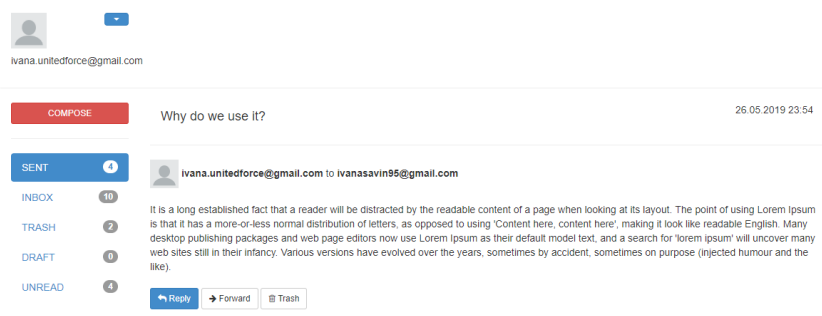 ivana.unitedforce@gmail.com
COMPOSE
Why do we use it?
26.05.2019 23:54
SENT 4
INBOX 10
TRASH 2
DRAFT 0
UNREAD 4
ivana.unitedforce@gmail.com to ivanasavin95@gmail.com
It is a long established fact that a reader will be distracted by the readable content of a page when looking at its layout. The point of using Lorem Ipsum
is that it has a more-or-less normal distribution of letters, as opposed to using 'Content here, content here', making it look like readable English. Many
desktop publishing packages and web page editors now use Lorem Ipsum as their default model text, and a search for 'lorem ipsum' will uncover many
web sites still in their infancy. Various versions have evolved over the years, sometimes by accident, sometimes on purpose (injected humour and the
like).
Reply Forward Trash